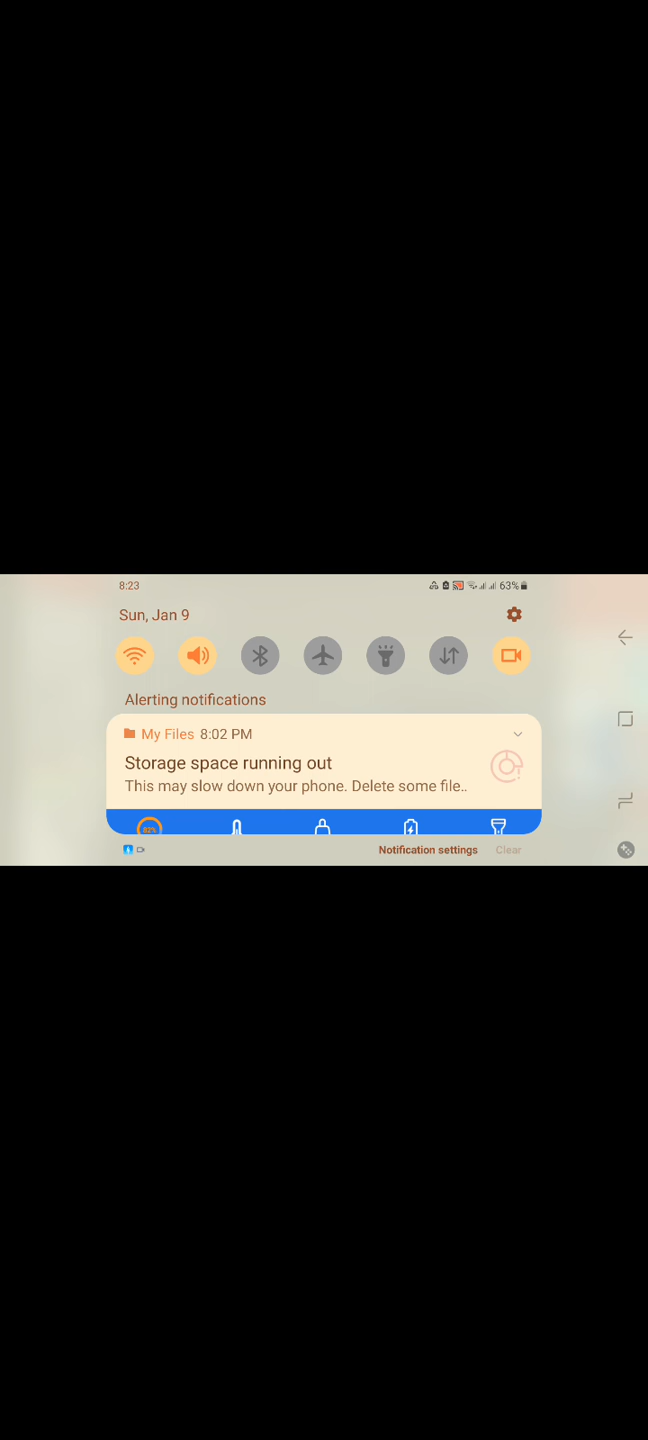 8:23 63%
Sun, Jan 9
Alerting notifications
My Files 8:02 PM
Storage space running out
This may slow down your phone. Delete some file..
82%
Notification settings Clear